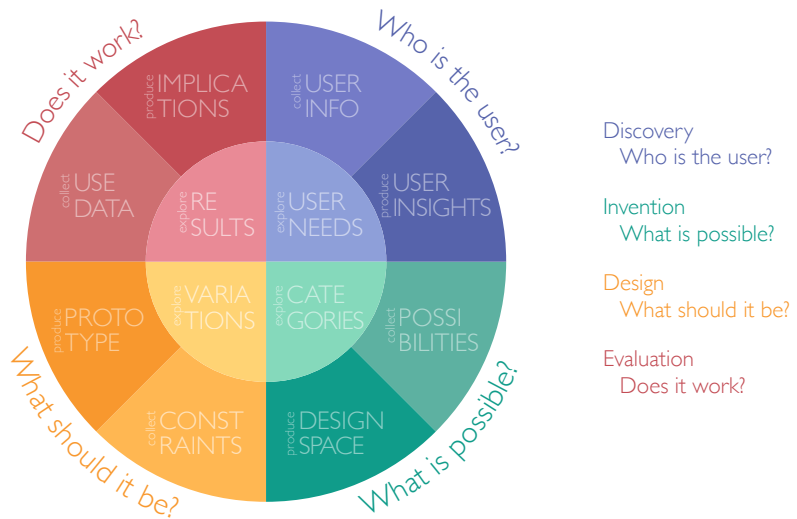 Does it work?
Who is the user?
produce
IMPLICA
TIONS
collect
USER
INFO
collect
USE
DATA
explore
RE
SULTS
explore
USER
NEEDS
produce
USER
INSIGHTS
produce
PROTO
TYPE
explore
VARIA
TIONS
explore
CATE
GORIES
collect
POSSI
BILITIES
collect
CONST
RAINTS
produce
DESIGN
SPACE
What should it be?
What is possible?
Discovery
Who is the user?
Invention
What is possible?
Design
What should it be?
Evaluation
Does it work?